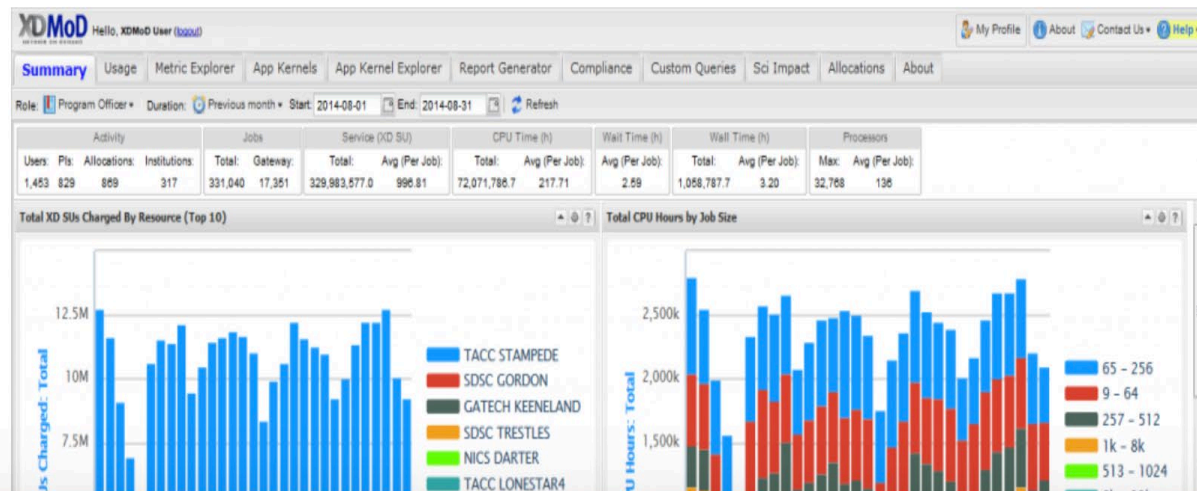 XDMoD Hello, XDMoD User (logout) My Profile About Contact Us Help
Summary Usage Metric Explorer App Kernels App Kernel Explorer Report Generator Compliance Custom Queries Sci Impact Allocations About
Role: Program Officer Duration: Previous month Start: 2014-08-01 End: 2014-08-31 Refresh
Activity Jobs Service (XD SU) CPU Time (h) Wait Time (h) Wall Time (h) Processors
Users: PIs: Allocations: Institutions: Total: Gateway: Total: Avg (Per Job): Total: Avg (Per Job): Avg (Per Job): Total: Avg (Per Job): Max: Avg (Per Job):
1,453 829 869 317 331,040 17,351 329,983,577.0 996.81 72,071,786.7 217.71 2.59 1,058,787.7 3.20 32,768 136
Total XD SUs Charged By Resource (Top 10) ? Total CPU Hours by Job Size ?
12.5M
10M
7.5M
Us Charged: Total
TACC STAMPEDE
SDSC GORDON
GATECH KEENELAND
SDSC TRESTLES
NICS DARTER
TACC LONESTAR4
2,500k
2,000k
1,500k
U Hours: Total
65 - 256
9 - 64
257 - 512
1k - 8k
513 - 1024